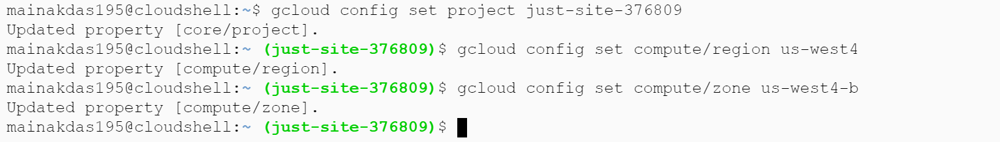 mainakdas195@cloudshell:~$ gcloud config set project just-site-376809
Updated property [core/project].
mainakdas195@cloudshell:~ (just-site-376809)$ gcloud config set compute/region us-west4
Updated property [compute/region].
mainakdas195@cloudshell:~ (just-site-376809)$ gcloud config set compute/zone us-west4-b
Updated property [compute/zone].
mainakdas195@cloudshell:~ (just-site-376809)$